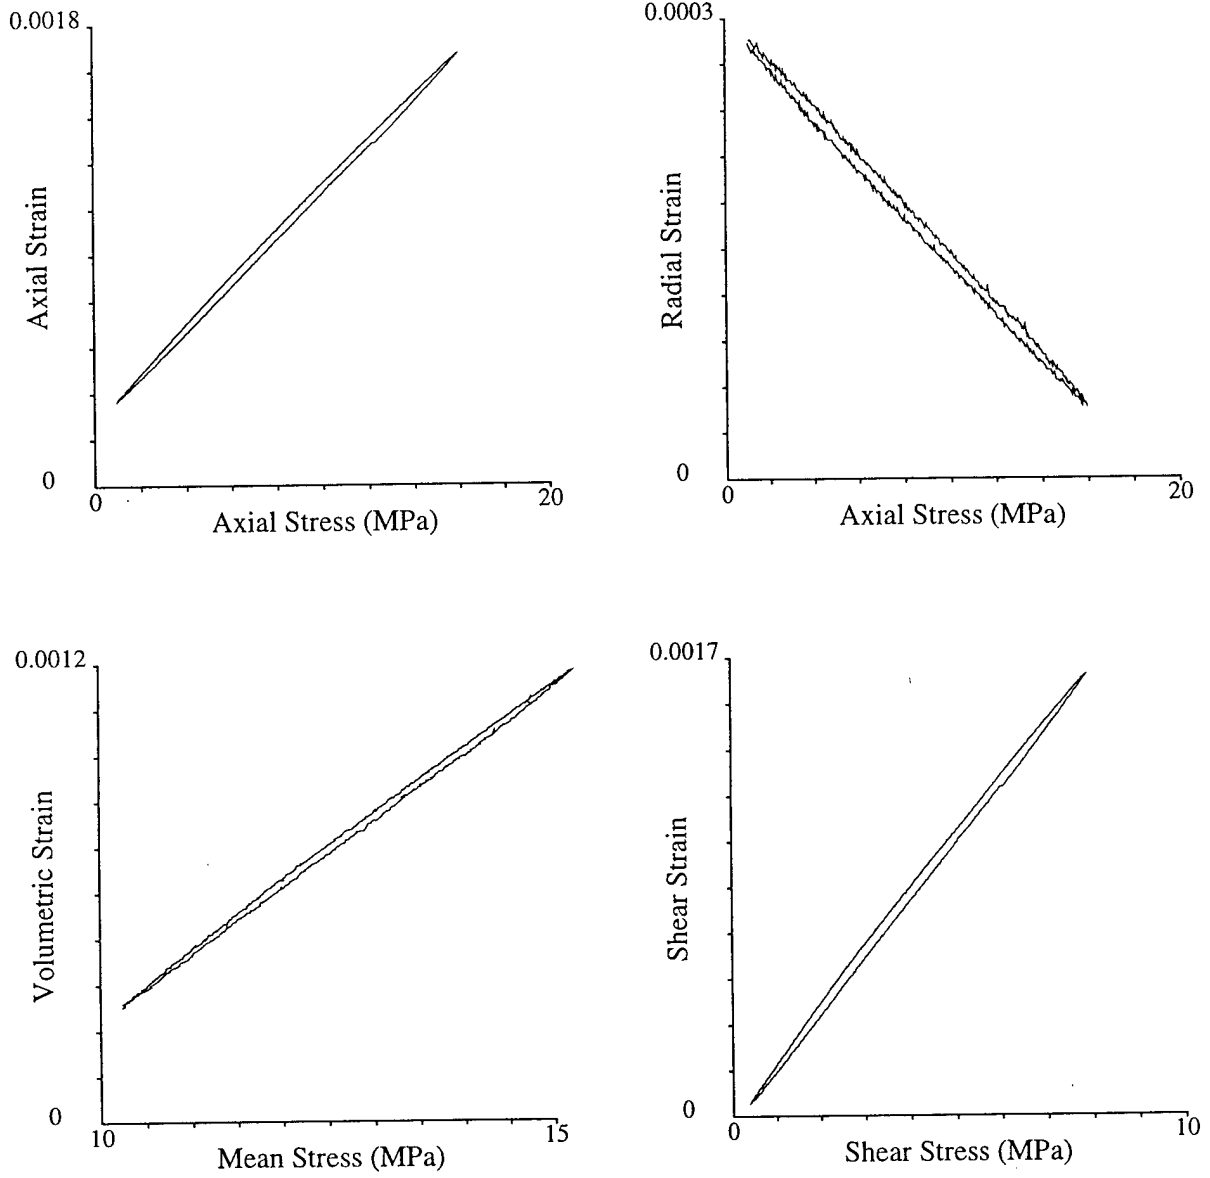 0.0018
Axial Strain
0
0
20
Axial Stress (MPa)
0.0003
Radial Strain
0
0
20
Axial Stress (MPa)
0.0012
Volumetric Strain
0
10
15
Mean Stress (MPa)
0.0017
Shear Strain
0
0
10
Shear Stress (MPa)